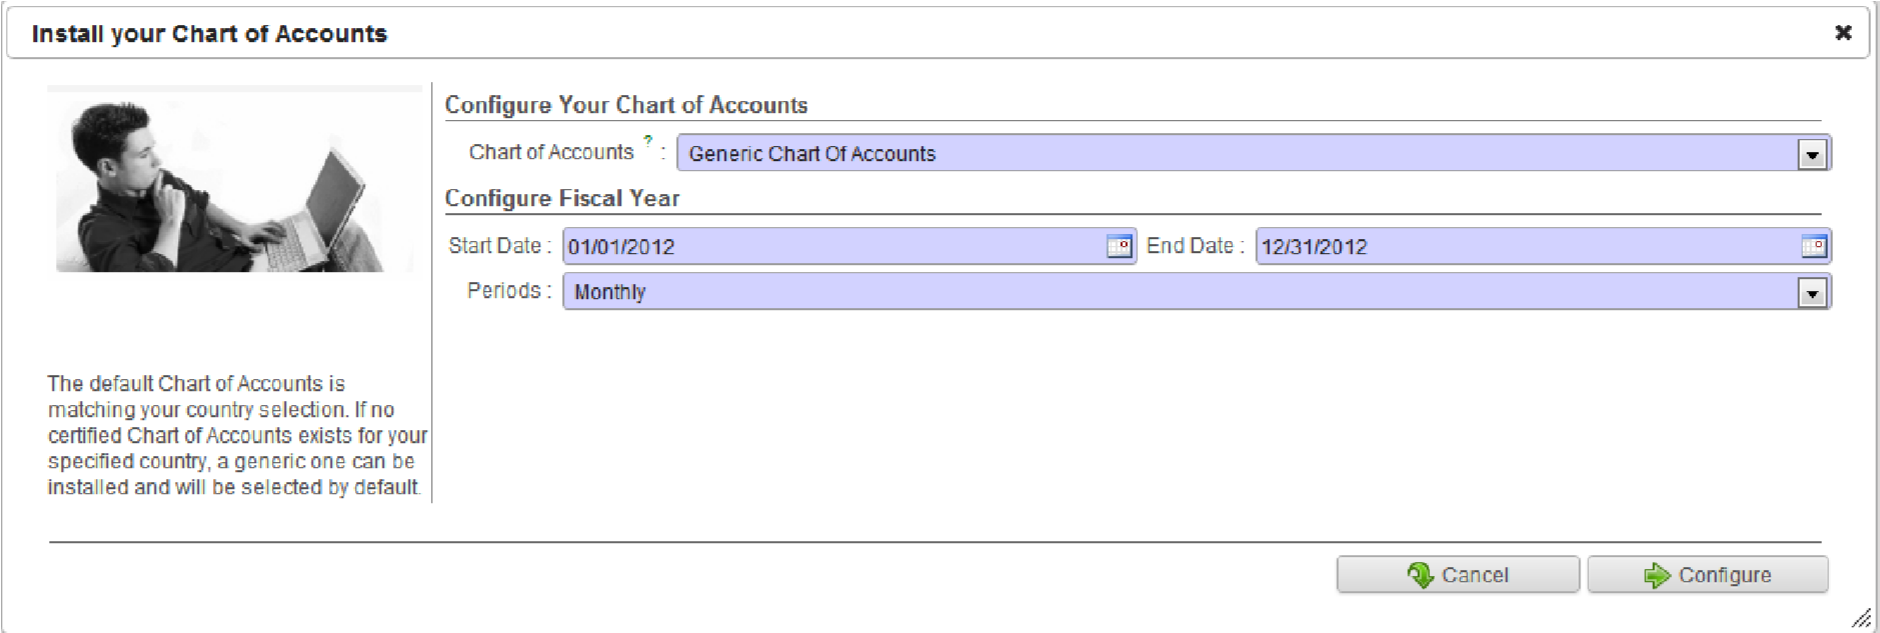 Install your Chart of Accounts
Configure Your Chart of Accounts
Chart of Accounts ? : Generic Chart Of Accounts
Configure Fiscal Year
Start Date : 01/01/2012 End Date : 12/31/2012
Periods : Monthly
The default Chart of Accounts is
matching your country selection. If no
certified Chart of Accounts exists for your
specified country, a generic one can be
installed and will be selected by default.
Cancel Configure